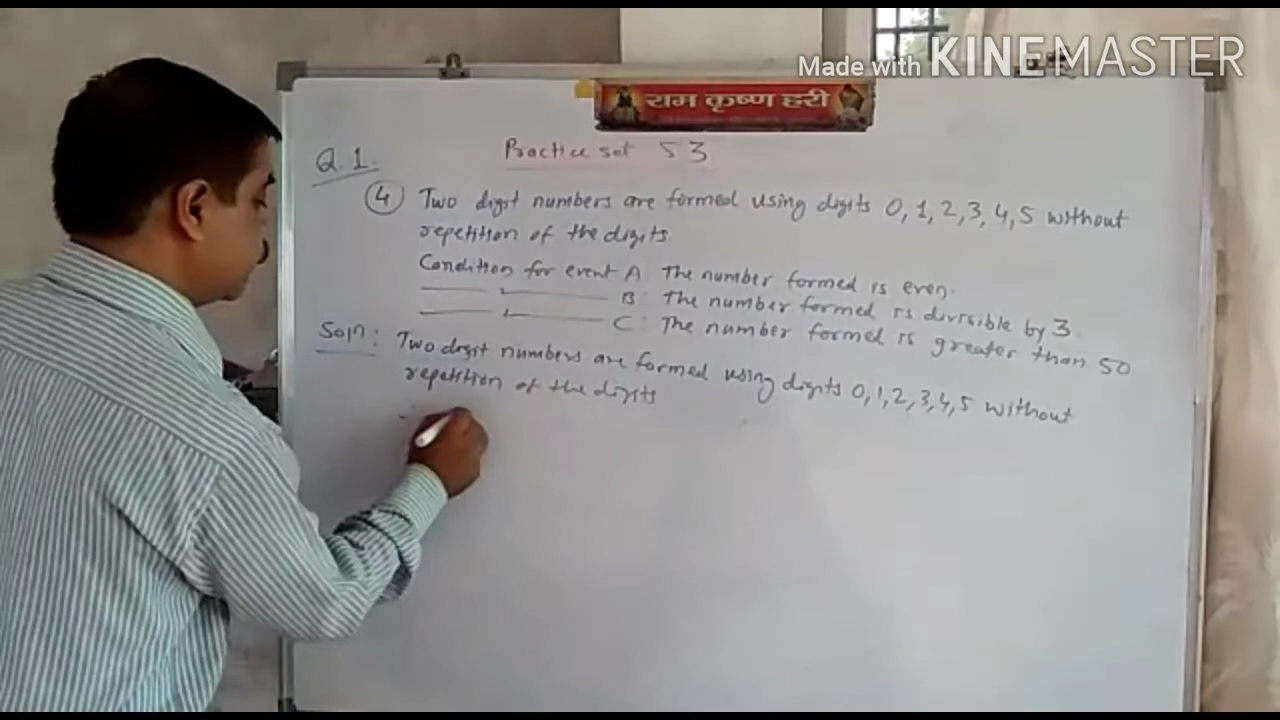 Made with KINEMASTER
राम कृष्ण हरी
Practice set 53
Q.1.
4 Two digit numbers are formed using digits 0, 1, 2, 3, 4, 5 without
repetition of the digits.
Condition for event A: The number formed is even.
B: The number formed is divisible by 3.
C: The number formed is greater than 50
Soln: Two digit numbers are formed using digits 0, 1, 2, 3, 4, 5 without
repetition of the digits